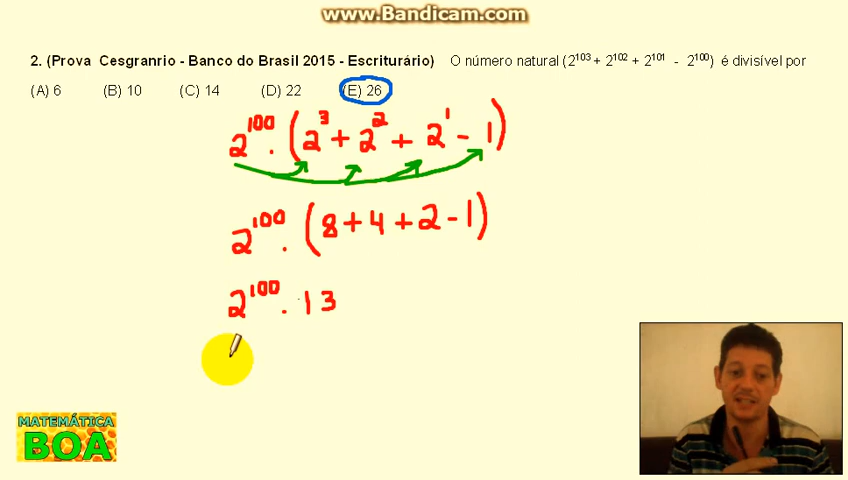 www.Bandicam.com
2. (Prova Cesgranrio - Banco do Brasil 2015 - Escriturário) O número natural (2¹⁰³ + 2¹⁰² + 2¹⁰¹ - 2¹⁰⁰) é divisível por
(A) 6 (B) 10 (C) 14 (D) 22 (E) 26
2¹⁰⁰ . (2³ + 2² + 2¹ - 1)
2¹⁰⁰ . (8 + 4 + 2 - 1)
2¹⁰⁰ . 13
MATEMÁTICA
BOA